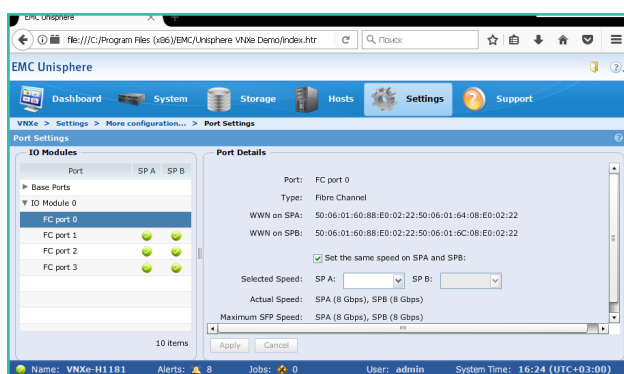 EMC Unisphere
file:///C:/Program Files (x86)/EMC/Unisphere VNXe Demo/index.htr
Поиск
EMC Unisphere
Dashboard System Storage Hosts Settings Support
VNXe > Settings > More configuration... > Port Settings
Port Settings
IO Modules
Port SP A SP B
Base Ports
IO Module 0
FC port 0
FC port 1
FC port 2
FC port 3
10 items
Port Details
Port: FC port 0
Type: Fibre Channel
WWN on SPA: 50:06:01:60:88:E0:02:22:50:06:01:64:08:E0:02:22
WWN on SPB: 50:06:01:60:88:E0:02:22:50:06:01:6C:08:E0:02:22
Set the same speed on SPA and SPB:
Selected Speed: SP A: SP B:
Actual Speed: SPA (8 Gbps), SPB (8 Gbps)
Maximum SFP Speed: SPA (8 Gbps), SPB (8 Gbps)
Apply Cancel
Name: VNXe-H1181 Alerts: 8 Jobs: 0 User: admin System Time: 16:24 (UTC+03:00)